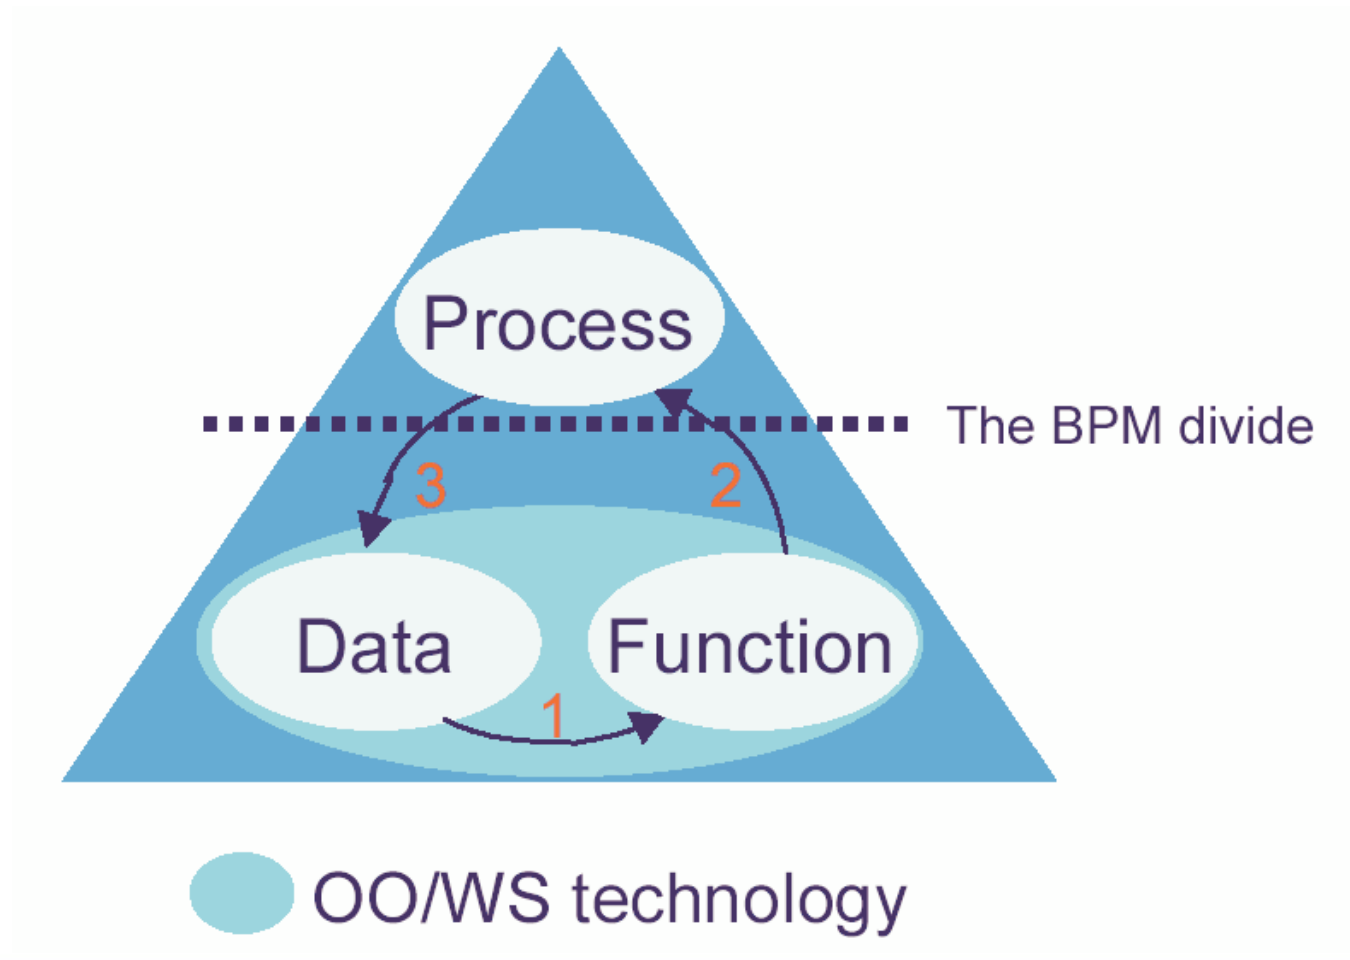 Process
The BPM divide
3
2
Data
Function
1
OO/WS technology